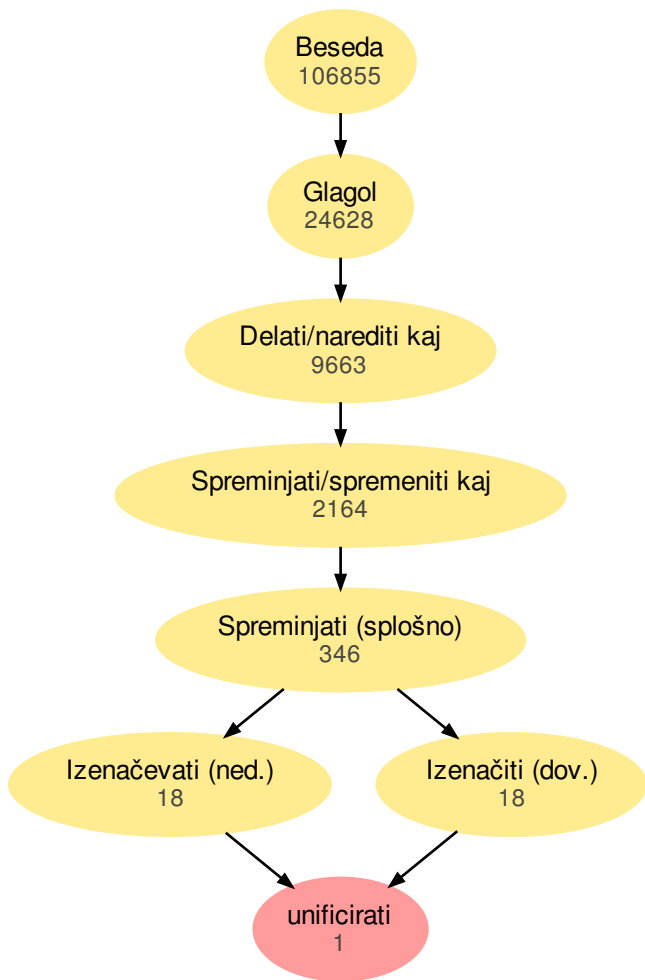 Beseda
106855
Glagol
24628
Delati/narediti kaj
9663
Spreminjati/spremeniti kaj
2164
Spreminjati (splošno)
346
Izenačevati (ned.)
18
Izenačiti (dov.)
18
unificirati
1